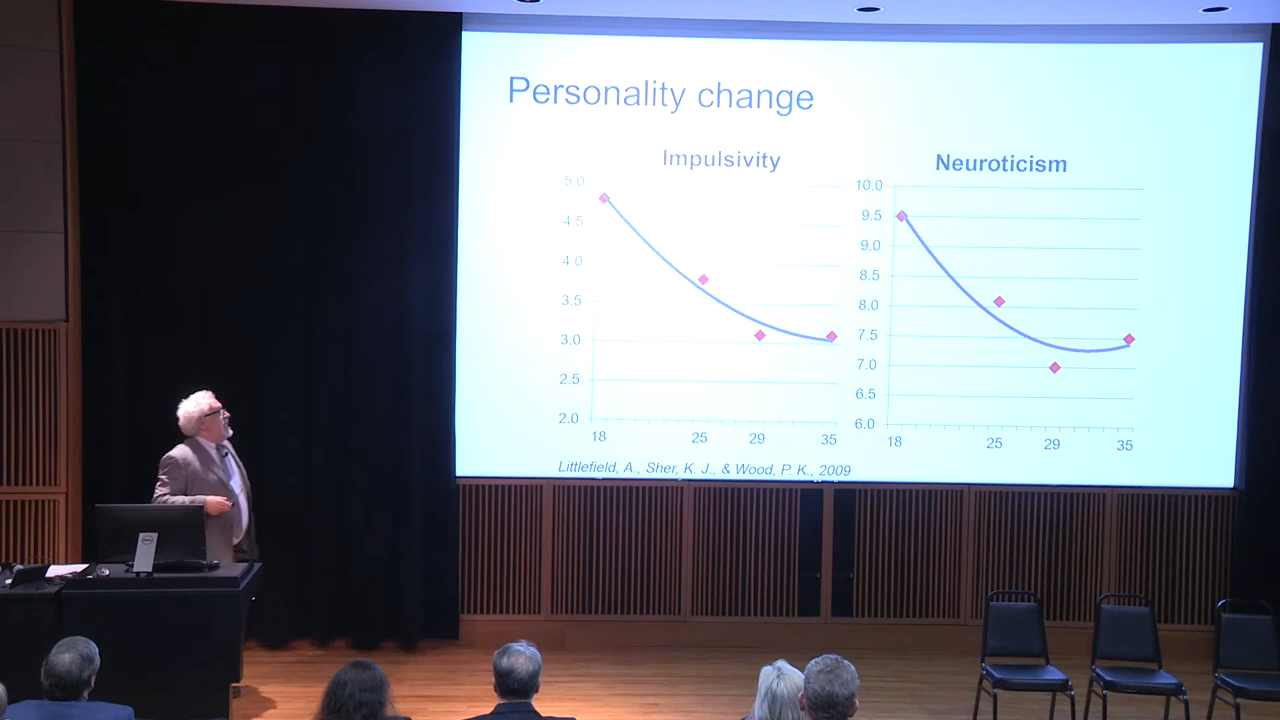 Personality change
Impulsivity
5.0
4.5
4.0
3.5
3.0
2.5
2.0
18 25 29 35
Neuroticism
10.0
9.5
9.0
8.5
8.0
7.5
7.0
6.5
6.0
18 25 29 35
Littlefield, A., Sher, K. J., & Wood, P. K., 2009
DELL